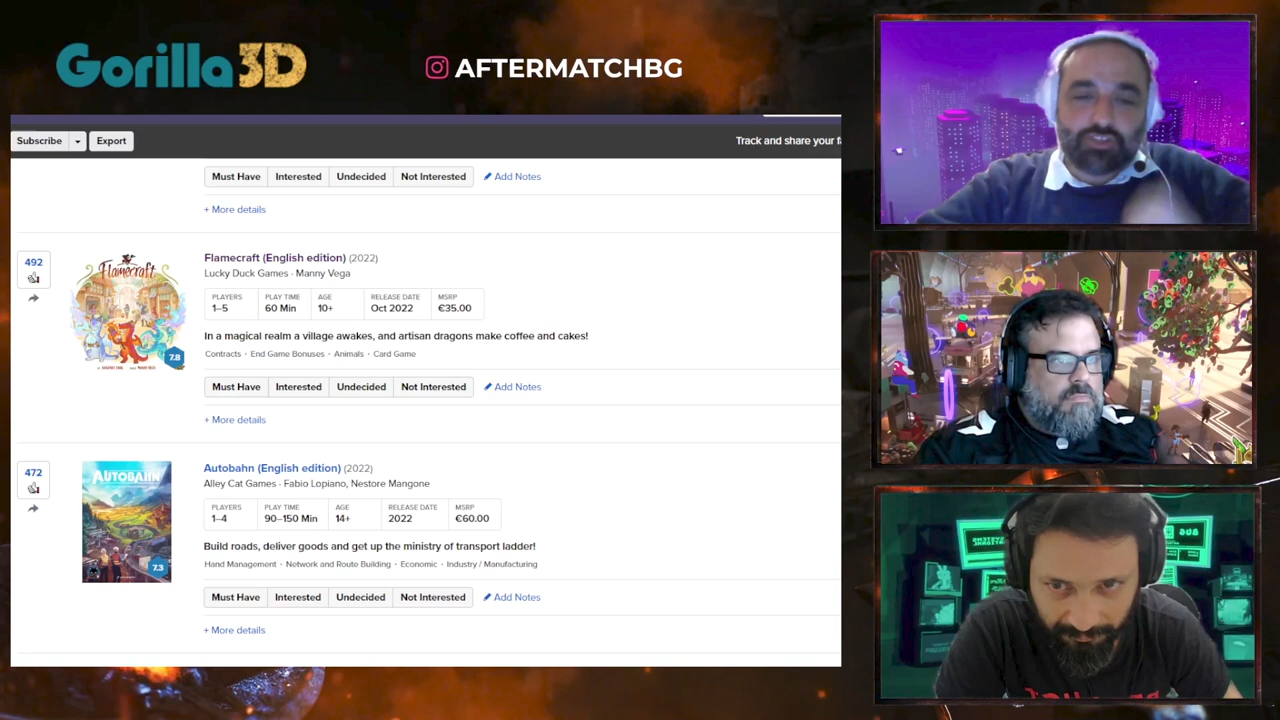 Gorilla3D
AFTERMATCHBG
Subscribe
Export
Track and share your f
Must Have
Interested
Undecided
Not Interested
Add Notes
+ More details
492
Flamecraft
7.8
Flamecraft (English edition) (2022)
Lucky Duck Games · Manny Vega
PLAYERS
1–5
PLAY TIME
60 Min
AGE
10+
RELEASE DATE
Oct 2022
MSRP
€35.00
In a magical realm a village awakes, and artisan dragons make coffee and cakes!
Contracts · End Game Bonuses · Animals · Card Game
Must Have
Interested
Undecided
Not Interested
Add Notes
+ More details
472
AUTOBAHN
7.3
Autobahn (English edition) (2022)
Alley Cat Games · Fabio Lopiano, Nestore Mangone
PLAYERS
1–4
PLAY TIME
90–150 Min
AGE
14+
RELEASE DATE
2022
MSRP
€60.00
Build roads, deliver goods and get up the ministry of transport ladder!
Hand Management · Network and Route Building · Economic · Industry / Manufacturing
Must Have
Interested
Undecided
Not Interested
Add Notes
+ More details